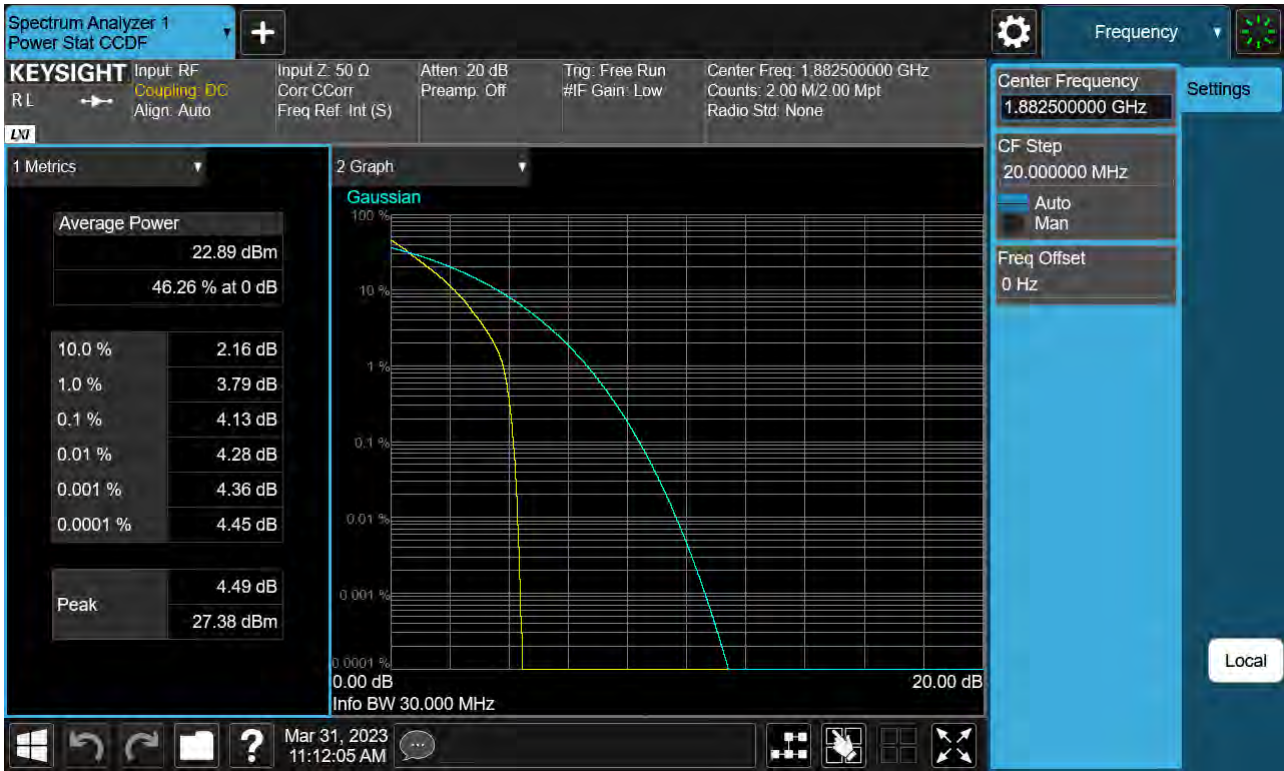 Spectrum Analyzer 1
Power Stat CCDF
+
Frequency
KEYSIGHT
RL
LXI
Input: RF
Coupling: DC
Align: Auto
Input Z: 50 Ω
Corr CCorr
Freq Ref: Int (S)
Atten: 20 dB
Preamp: Off
Trig: Free Run
#IF Gain: Low
Center Freq: 1.882500000 GHz
Counts: 2.00 M/2.00 Mpt
Radio Std: None
Center Frequency
1.882500000 GHz
Settings
CF Step
20.000000 MHz
Auto
Man
Freq Offset
0 Hz
1 Metrics
Average Power
22.89 dBm
46.26 % at 0 dB
10.0 % 2.16 dB
1.0 % 3.79 dB
0.1 % 4.13 dB
0.01 % 4.28 dB
0.001 % 4.36 dB
0.0001 % 4.45 dB
Peak
4.49 dB
27.38 dBm
2 Graph
Gaussian
100 %
10 %
1 %
0.1 %
0.01 %
0.001 %
0.0001 %
0.00 dB 20.00 dB
Info BW 30.000 MHz
Local
?
Mar 31, 2023
11:12:05 AM